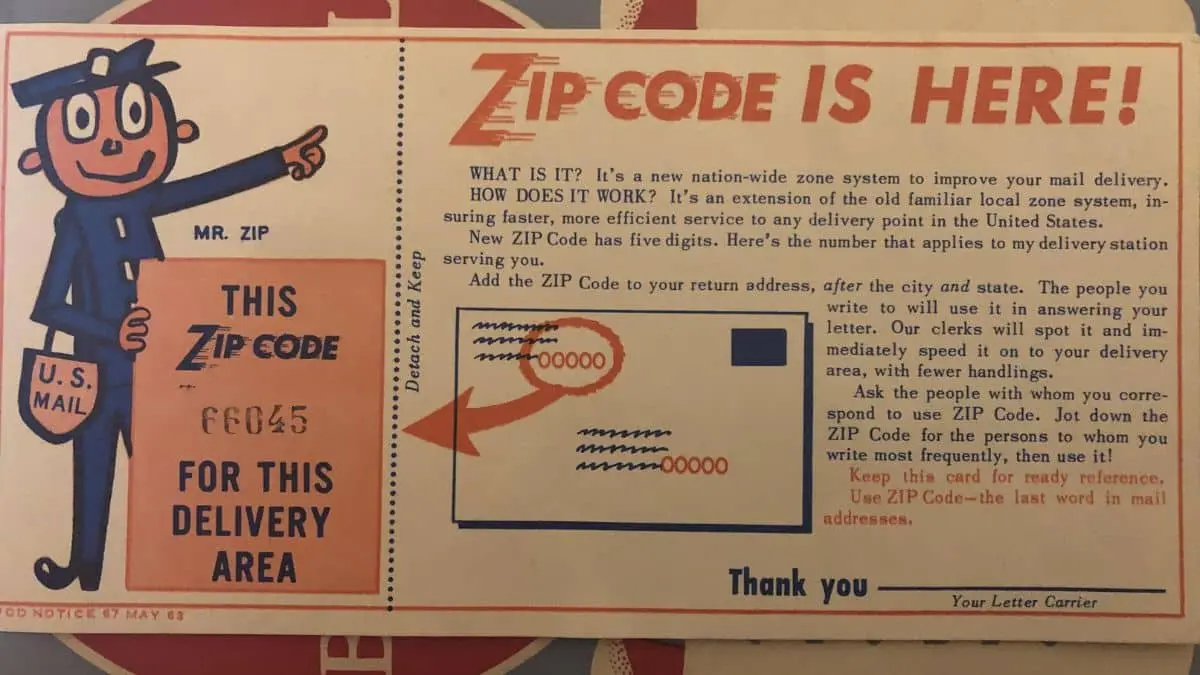 MR. ZIP
THIS
ZIP CODE
66045
FOR THIS
DELIVERY
AREA
U. S.
MAIL
NOTICE 67 MAY 63
Detach and Keep
ZIP CODE IS HERE!
WHAT IS IT? It's a new nation-wide zone system to improve your mail delivery.
HOW DOES IT WORK? It's an extension of the old familiar local zone system, in-
suring faster, more efficient service to any delivery point in the United States.
New ZIP Code has five digits. Here's the number that applies to my delivery station
serving you.
Add the ZIP Code to your return address, after the city and state. The people you
write to will use it in answering your
letter. Our clerks will spot it and im-
mediately speed it on to your delivery
area, with fewer handlings.
Ask the people with whom you corre-
spond to use ZIP Code. Jot down the
ZIP Code for the persons to whom you
write most frequently, then use it!
Keep this card for ready reference.
Use ZIP Code—the last word in mail
addresses.
00000
00000
Thank you
Your Letter Carrier